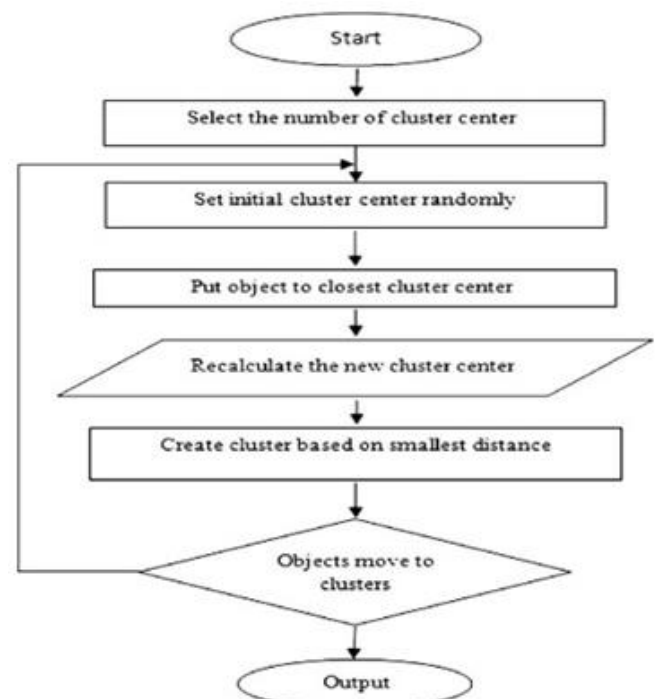 Start
Select the number of cluster center
Set initial cluster center randomly
Put object to closest cluster center
Recalculate the new cluster center
Create cluster based on smallest distance
Objects move to
clusters
Output